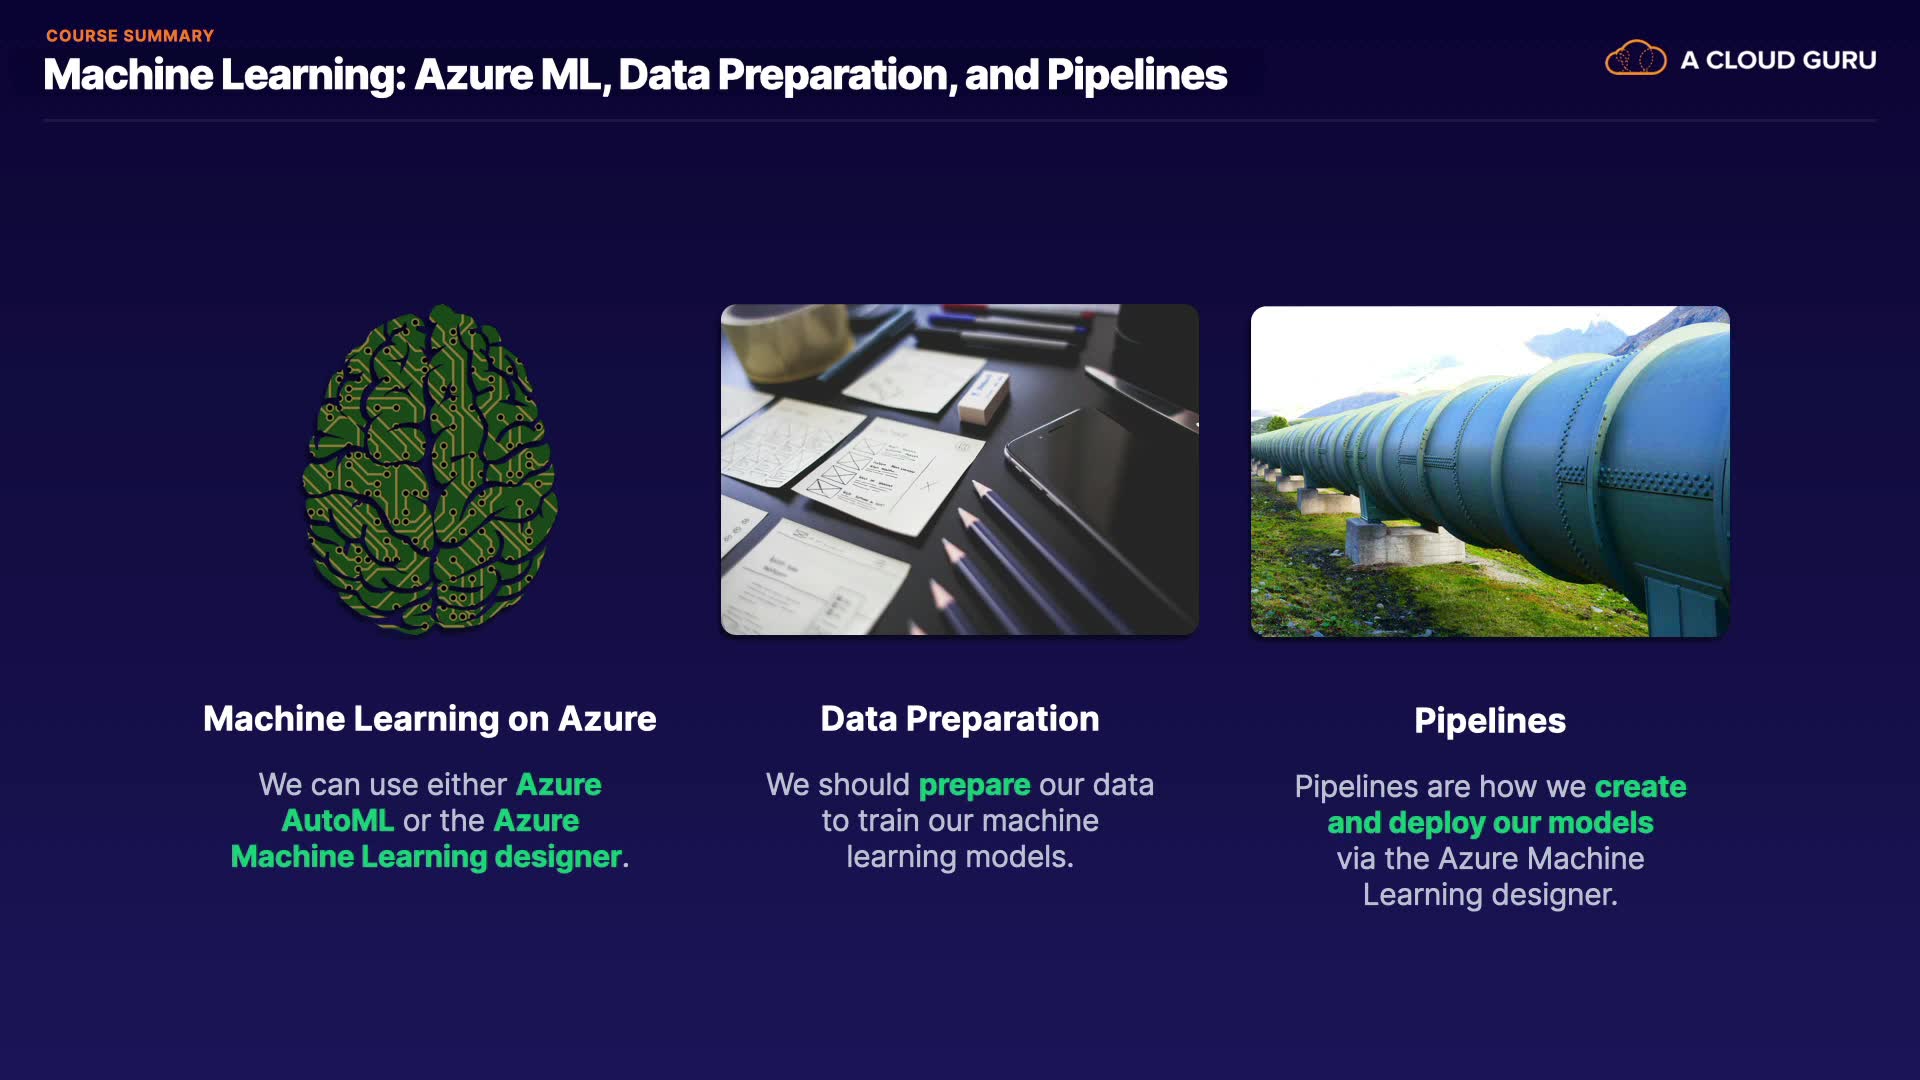 COURSE SUMMARY
Machine Learning: Azure ML, Data Preparation, and Pipelines
A CLOUD GURU
Machine Learning on Azure
We can use either Azure
AutoML or the Azure
Machine Learning designer.
Data Preparation
We should prepare our data
to train our machine
learning models.
Pipelines
Pipelines are how we create
and deploy our models
via the Azure Machine
Learning designer.